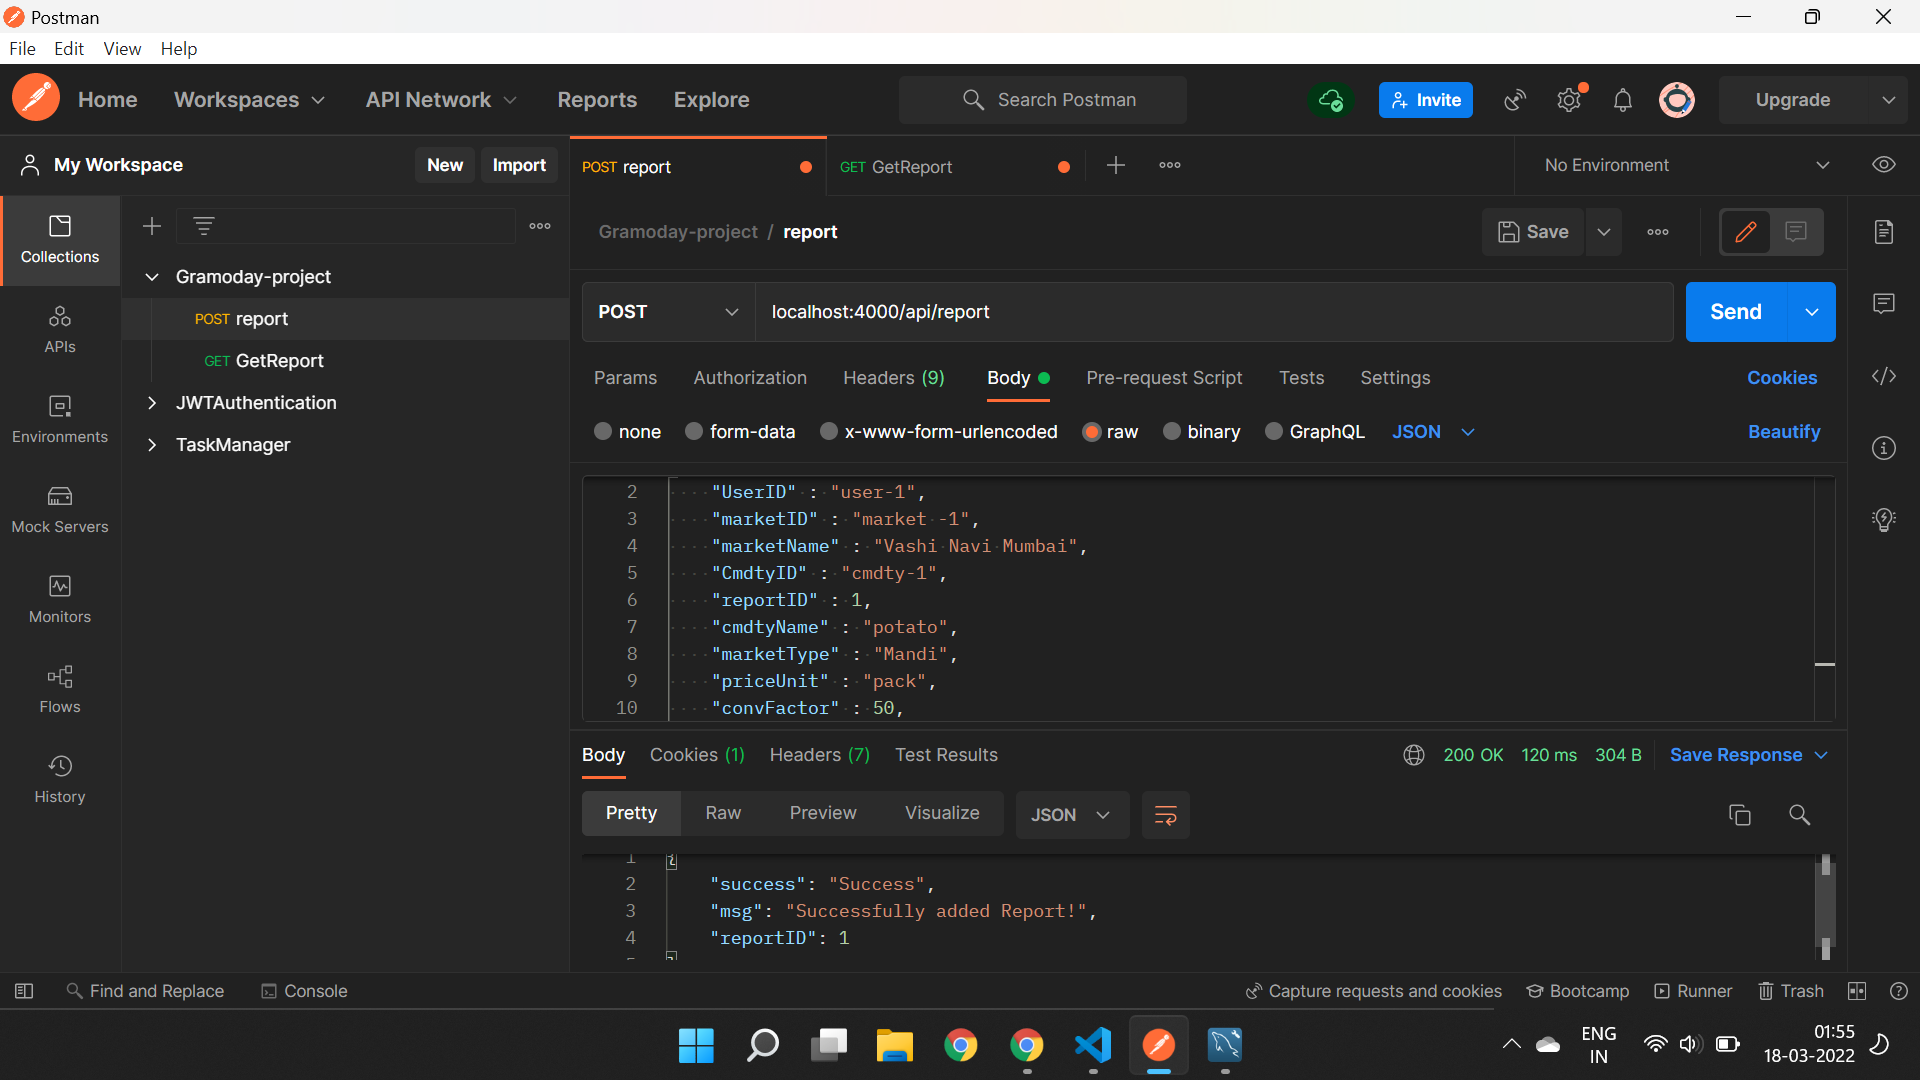 Postman
File Edit View Help
Home Workspaces API Network Reports Explore Search Postman Invite Upgrade
My Workspace New Import POST report GET GetReport No Environment
Gramoday-project / report Save
Collections
APIs
Environments
Mock Servers
Monitors
Flows
History
Gramoday-project
POST report
GET GetReport
JWTAuthentication
TaskManager
POST localhost:4000/api/report Send
Params Authorization Headers (9) Body Pre-request Script Tests Settings Cookies
none form-data x-www-form-urlencoded raw binary GraphQL JSON Beautify
2 "UserID" : "user-1",
3 "marketID" : "market -1",
4 "marketName" : "Vashi Navi Mumbai",
5 "CmdtyID" : "cmdty-1",
6 "reportID" : 1,
7 "cmdtyName" : "potato",
8 "marketType" : "Mandi",
9 "priceUnit" : "pack",
10 "convFactor" : 50,
Body Cookies (1) Headers (7) Test Results 200 OK 120 ms 304 B Save Response
Pretty Raw Preview Visualize JSON
1 {
2 "success": "Success",
3 "msg": "Successfully added Report!",
4 "reportID": 1
Find and Replace Console Capture requests and cookies Bootcamp Runner Trash
ENG
IN
01:55
18-03-2022